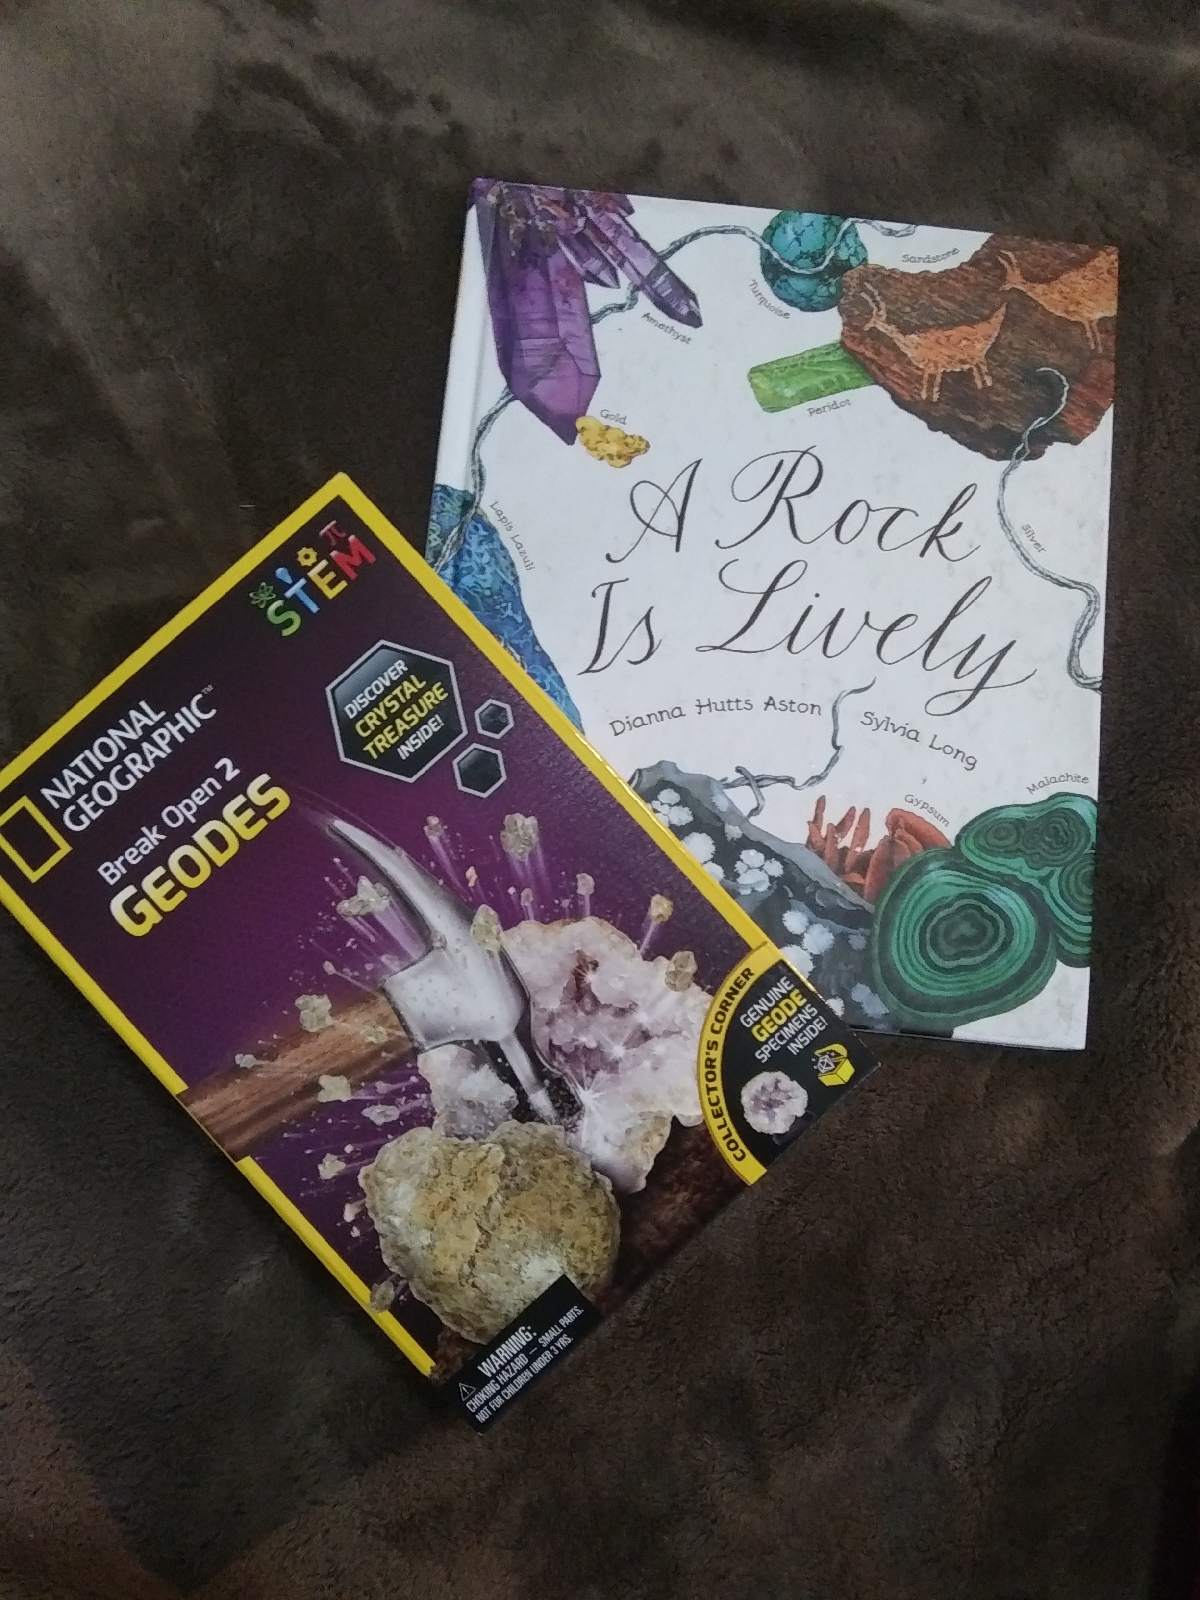 Amethyst
Turquoise
Sandstone
Peridot
Gold
Lapis Lazuli
Silver
A Rock
Is Lively
Dianna Hutts Aston
Sylvia Long
Gypsum
Malachite
STEM
π
NATIONAL
GEOGRAPHIC™
Break Open 2
GEODES
DISCOVER
CRYSTAL
TREASURE
INSIDE!
COLLECTOR'S CORNER
GENUINE
GEODE
SPECIMENS
INSIDE!
WARNING:
CHOKING HAZARD — SMALL PARTS.
NOT FOR CHILDREN UNDER 3 YRS.